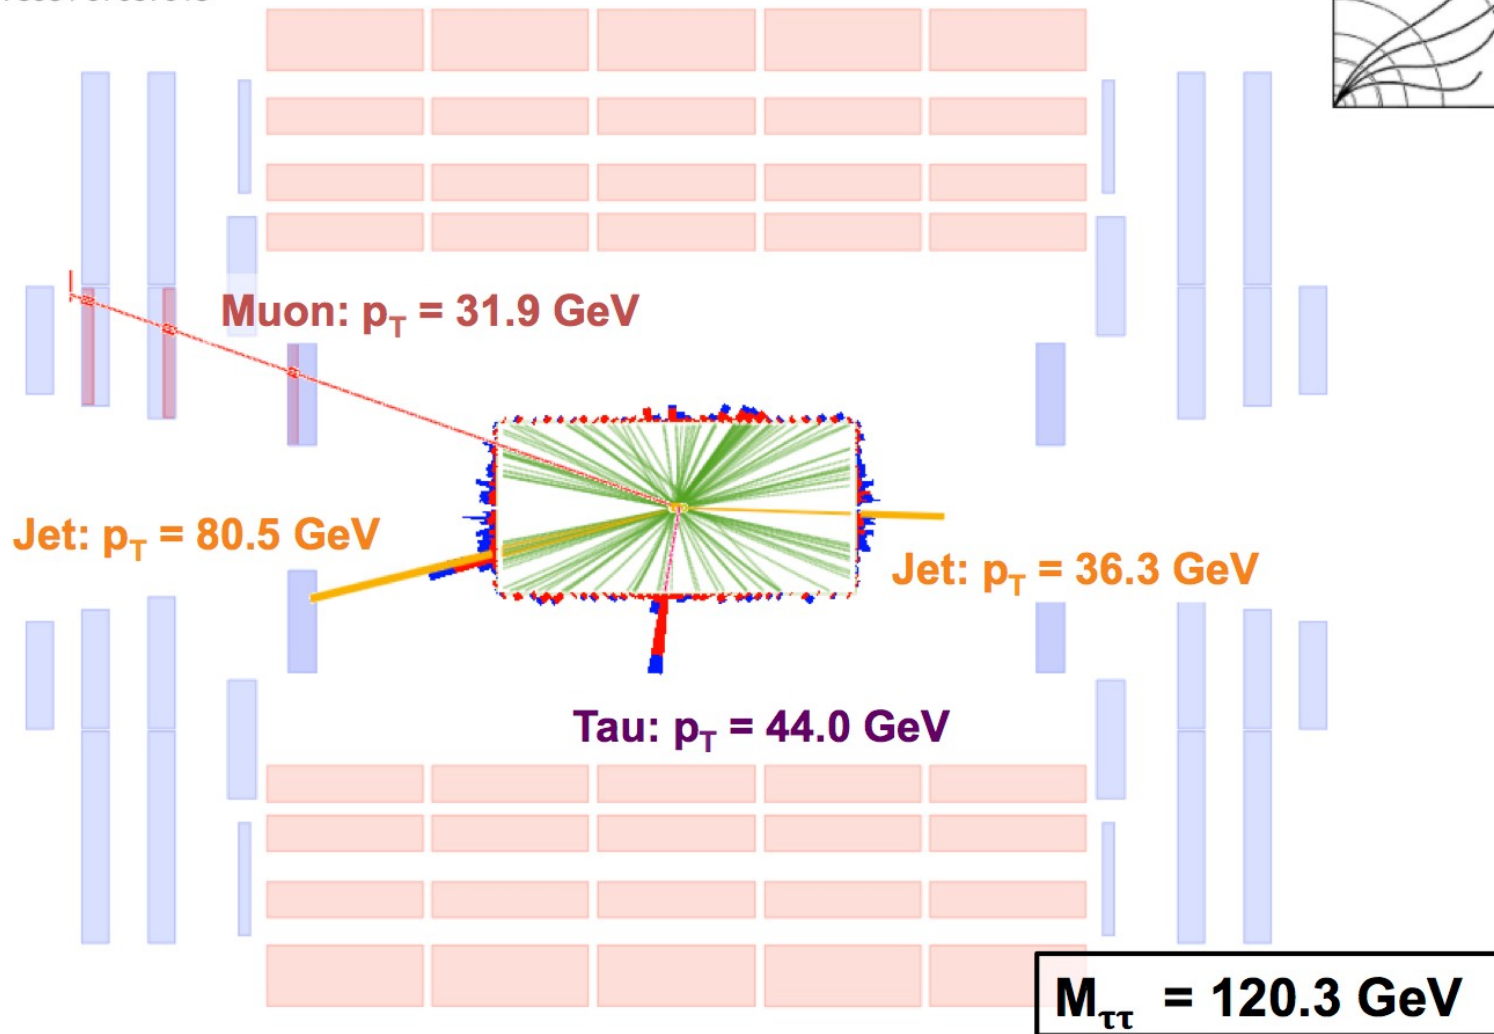 Muon: pT = 31.9 GeV
Jet: pT = 80.5 GeV
Jet: pT = 36.3 GeV
Tau: pT = 44.0 GeV
Mττ = 120.3 GeV